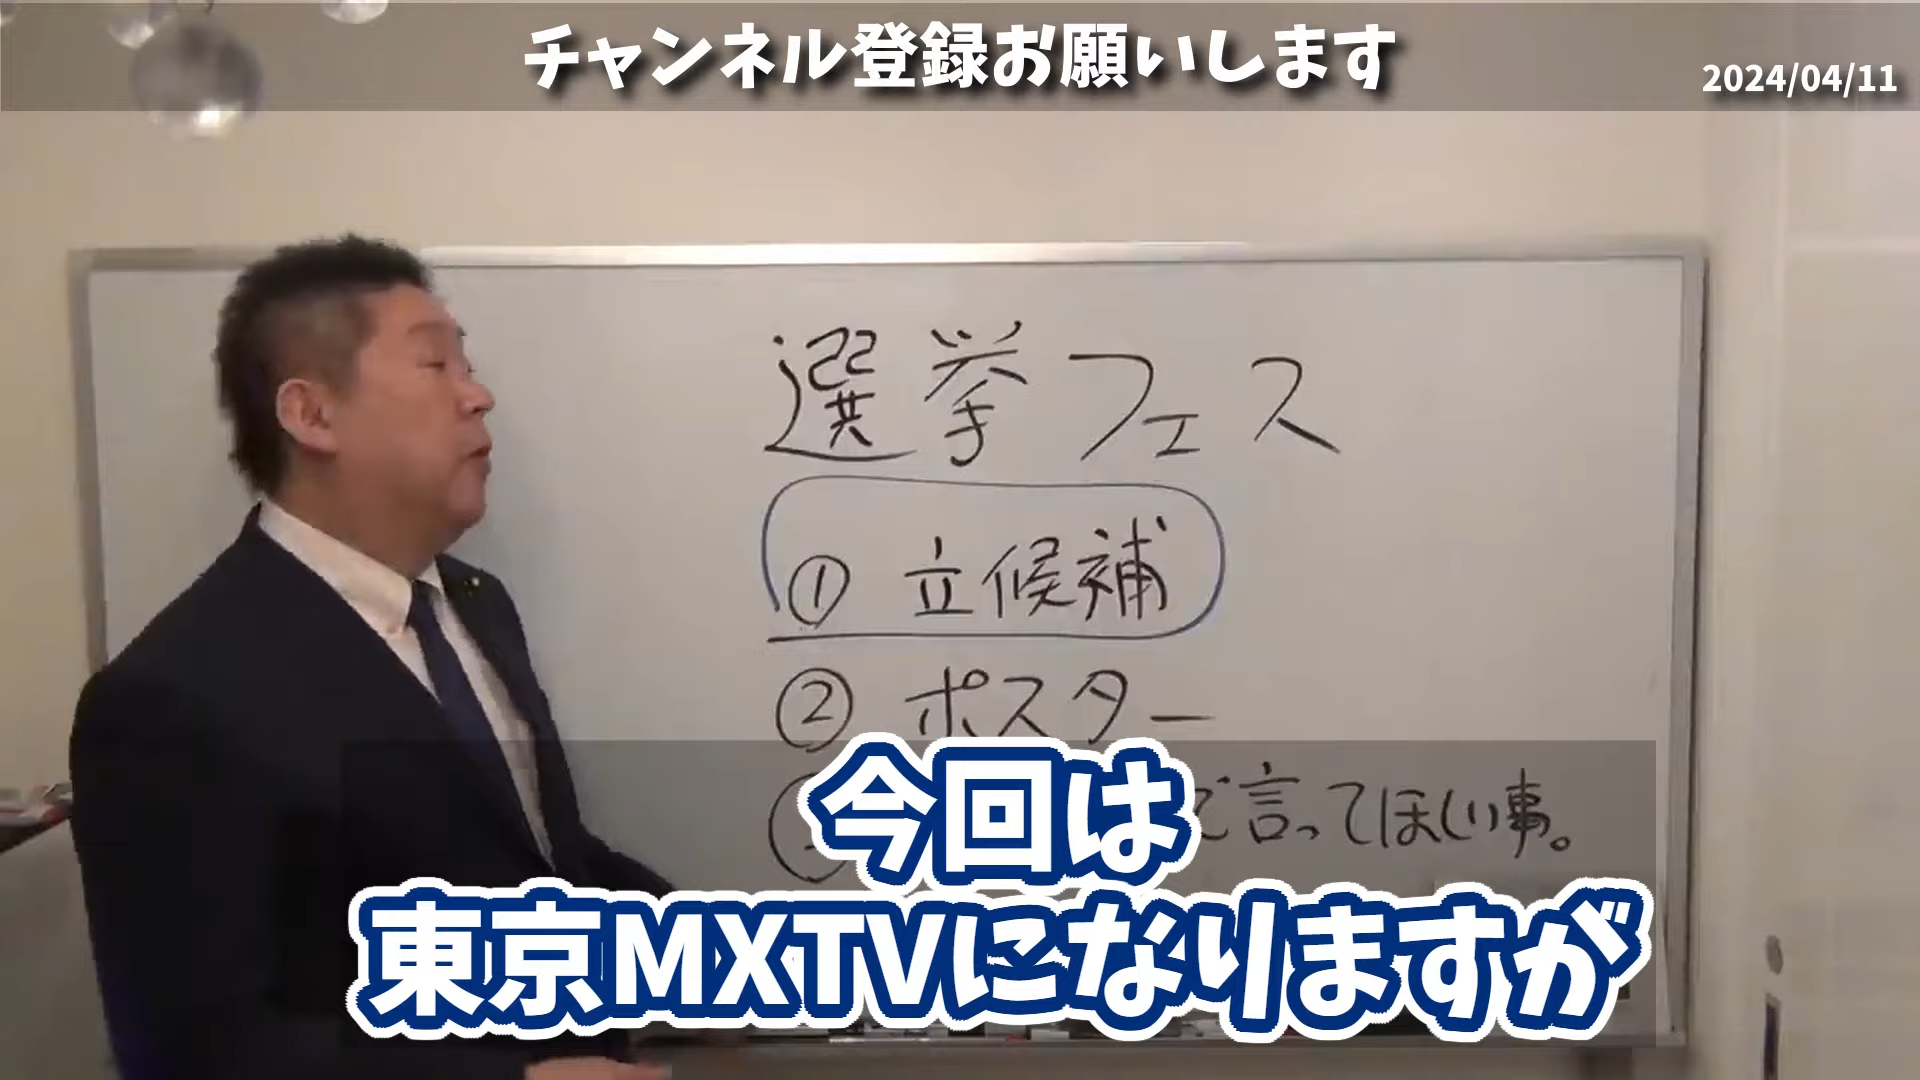 チャンネル登録お願いします
2024/04/11
選挙フェス
① 立候補
② ポスター
で言ってほしい事。
今回は
東京MXTVになりますが